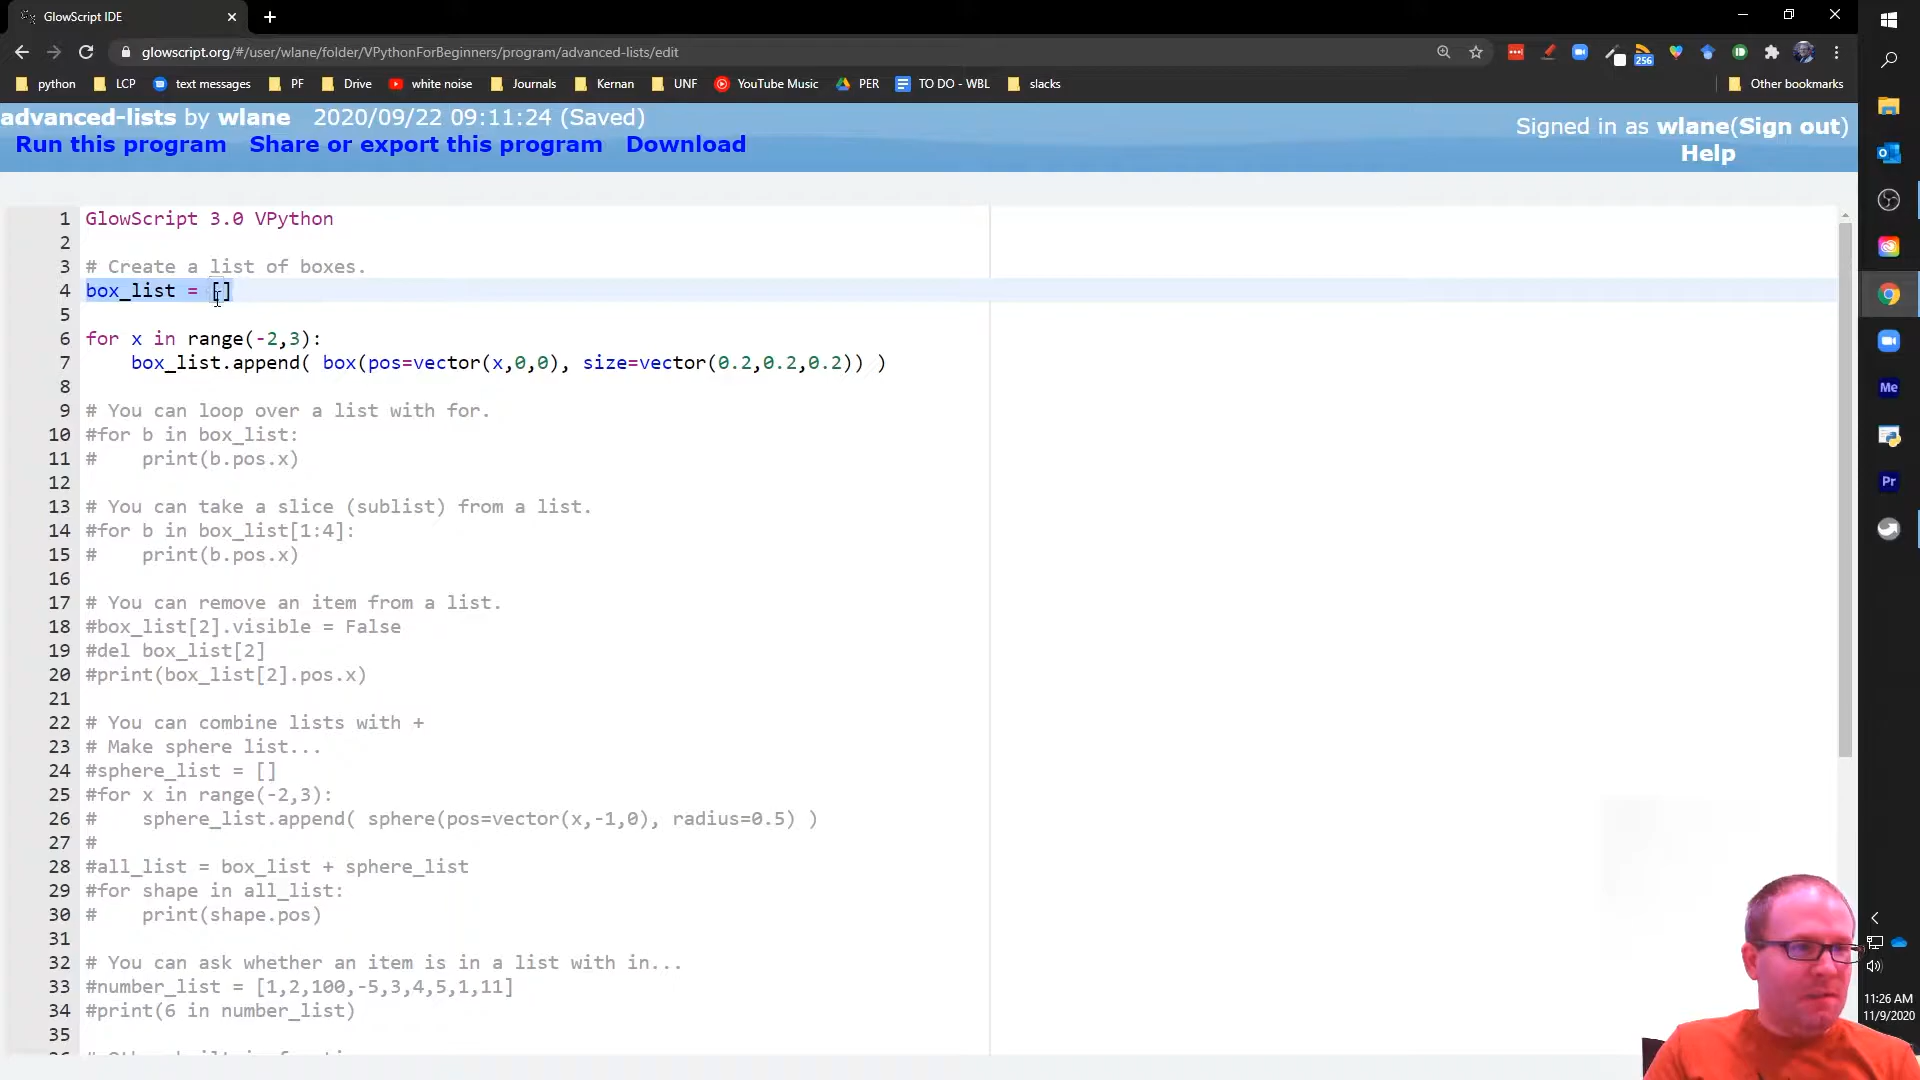 GlowScript IDE
glowscript.org/#/user/wlane/folder/VPythonForBeginners/program/advanced-lists/edit
256
python LCP text messages PF Drive white noise Journals Kernan UNF YouTube Music PER TO DO - WBL slacks Other bookmarks
advanced-lists by wlane 2020/09/22 09:11:24 (Saved)
Signed in as wlane(Sign out)
Run this program Share or export this program Download
Help
1 GlowScript 3.0 VPython
2
3 # Create a list of boxes.
4 box_list = []
5
6 for x in range(-2,3):
7 box_list.append( box(pos=vector(x,0,0), size=vector(0.2,0.2,0.2)) )
8
9 # You can loop over a list with for.
10 #for b in box_list:
11 #    print(b.pos.x)
12
13 # You can take a slice (sublist) from a list.
14 #for b in box_list[1:4]:
15 #    print(b.pos.x)
16
17 # You can remove an item from a list.
18 #box_list[2].visible = False
19 #del box_list[2]
20 #print(box_list[2].pos.x)
21
22 # You can combine lists with +
23 # Make sphere list...
24 #sphere_list = []
25 #for x in range(-2,3):
26 #    sphere_list.append( sphere(pos=vector(x,-1,0), radius=0.5) )
27 #
28 #all_list = box_list + sphere_list
29 #for shape in all_list:
30 #    print(shape.pos)
31
32 # You can ask whether an item is in a list with in...
33 #number_list = [1,2,100,-5,3,4,5,1,11]
34 #print(6 in number_list)
35
Me
Pr
11:26 AM
11/9/2020